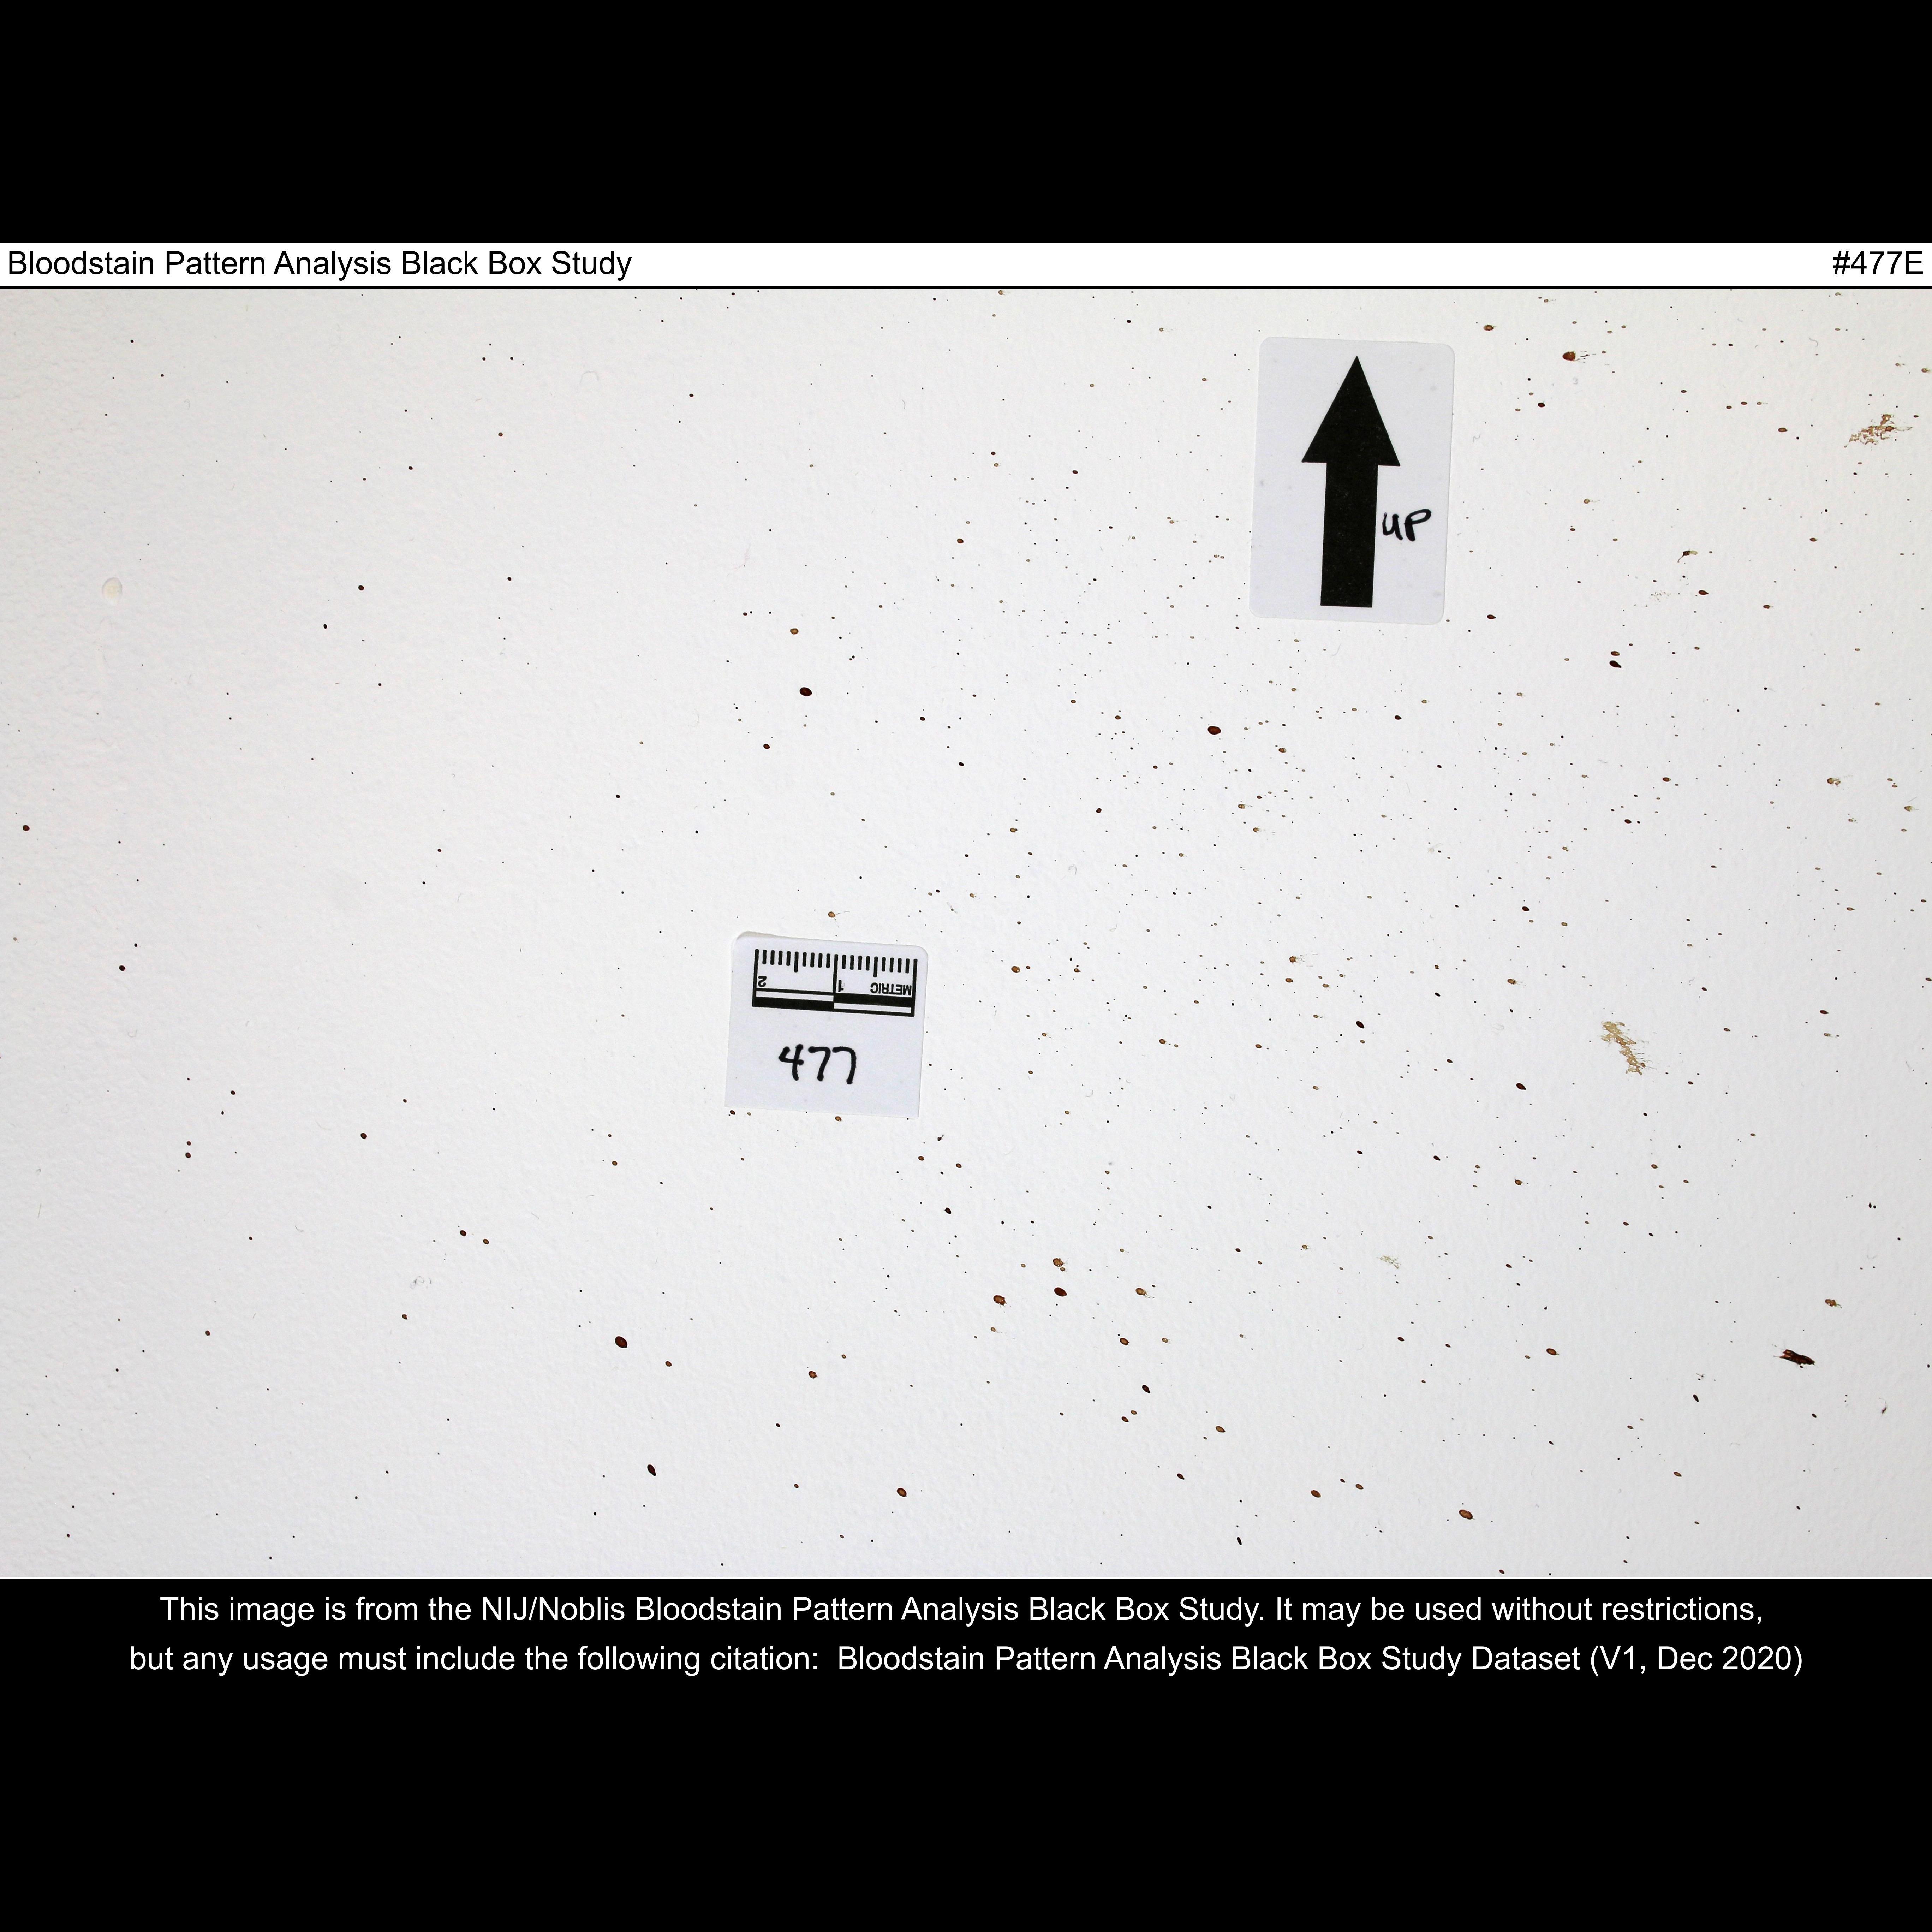 Bloodstain Pattern Analysis Black Box Study #477E
UP
2 1 METRIC
477
This image is from the NIJ/Noblis Bloodstain Pattern Analysis Black Box Study. It may be used without restrictions,
but any usage must include the following citation: Bloodstain Pattern Analysis Black Box Study Dataset (V1, Dec 2020)